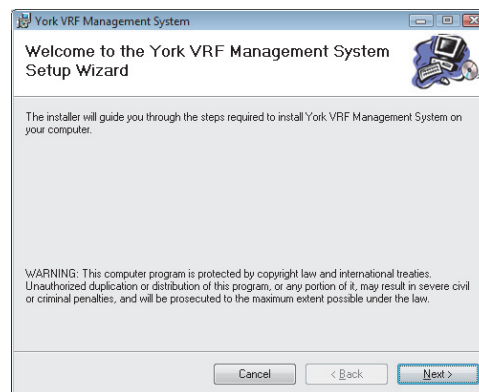 York VRF Management System
Welcome to the York VRF Management System
Setup Wizard
The installer will guide you through the steps required to install York VRF Management System on
your computer.
WARNING: This computer program is protected by copyright law and international treaties.
Unauthorized duplication or distribution of this program, or any portion of it, may result in severe civil
or criminal penalties, and will be prosecuted to the maximum extent possible under the law.
Cancel
< Back
Next >